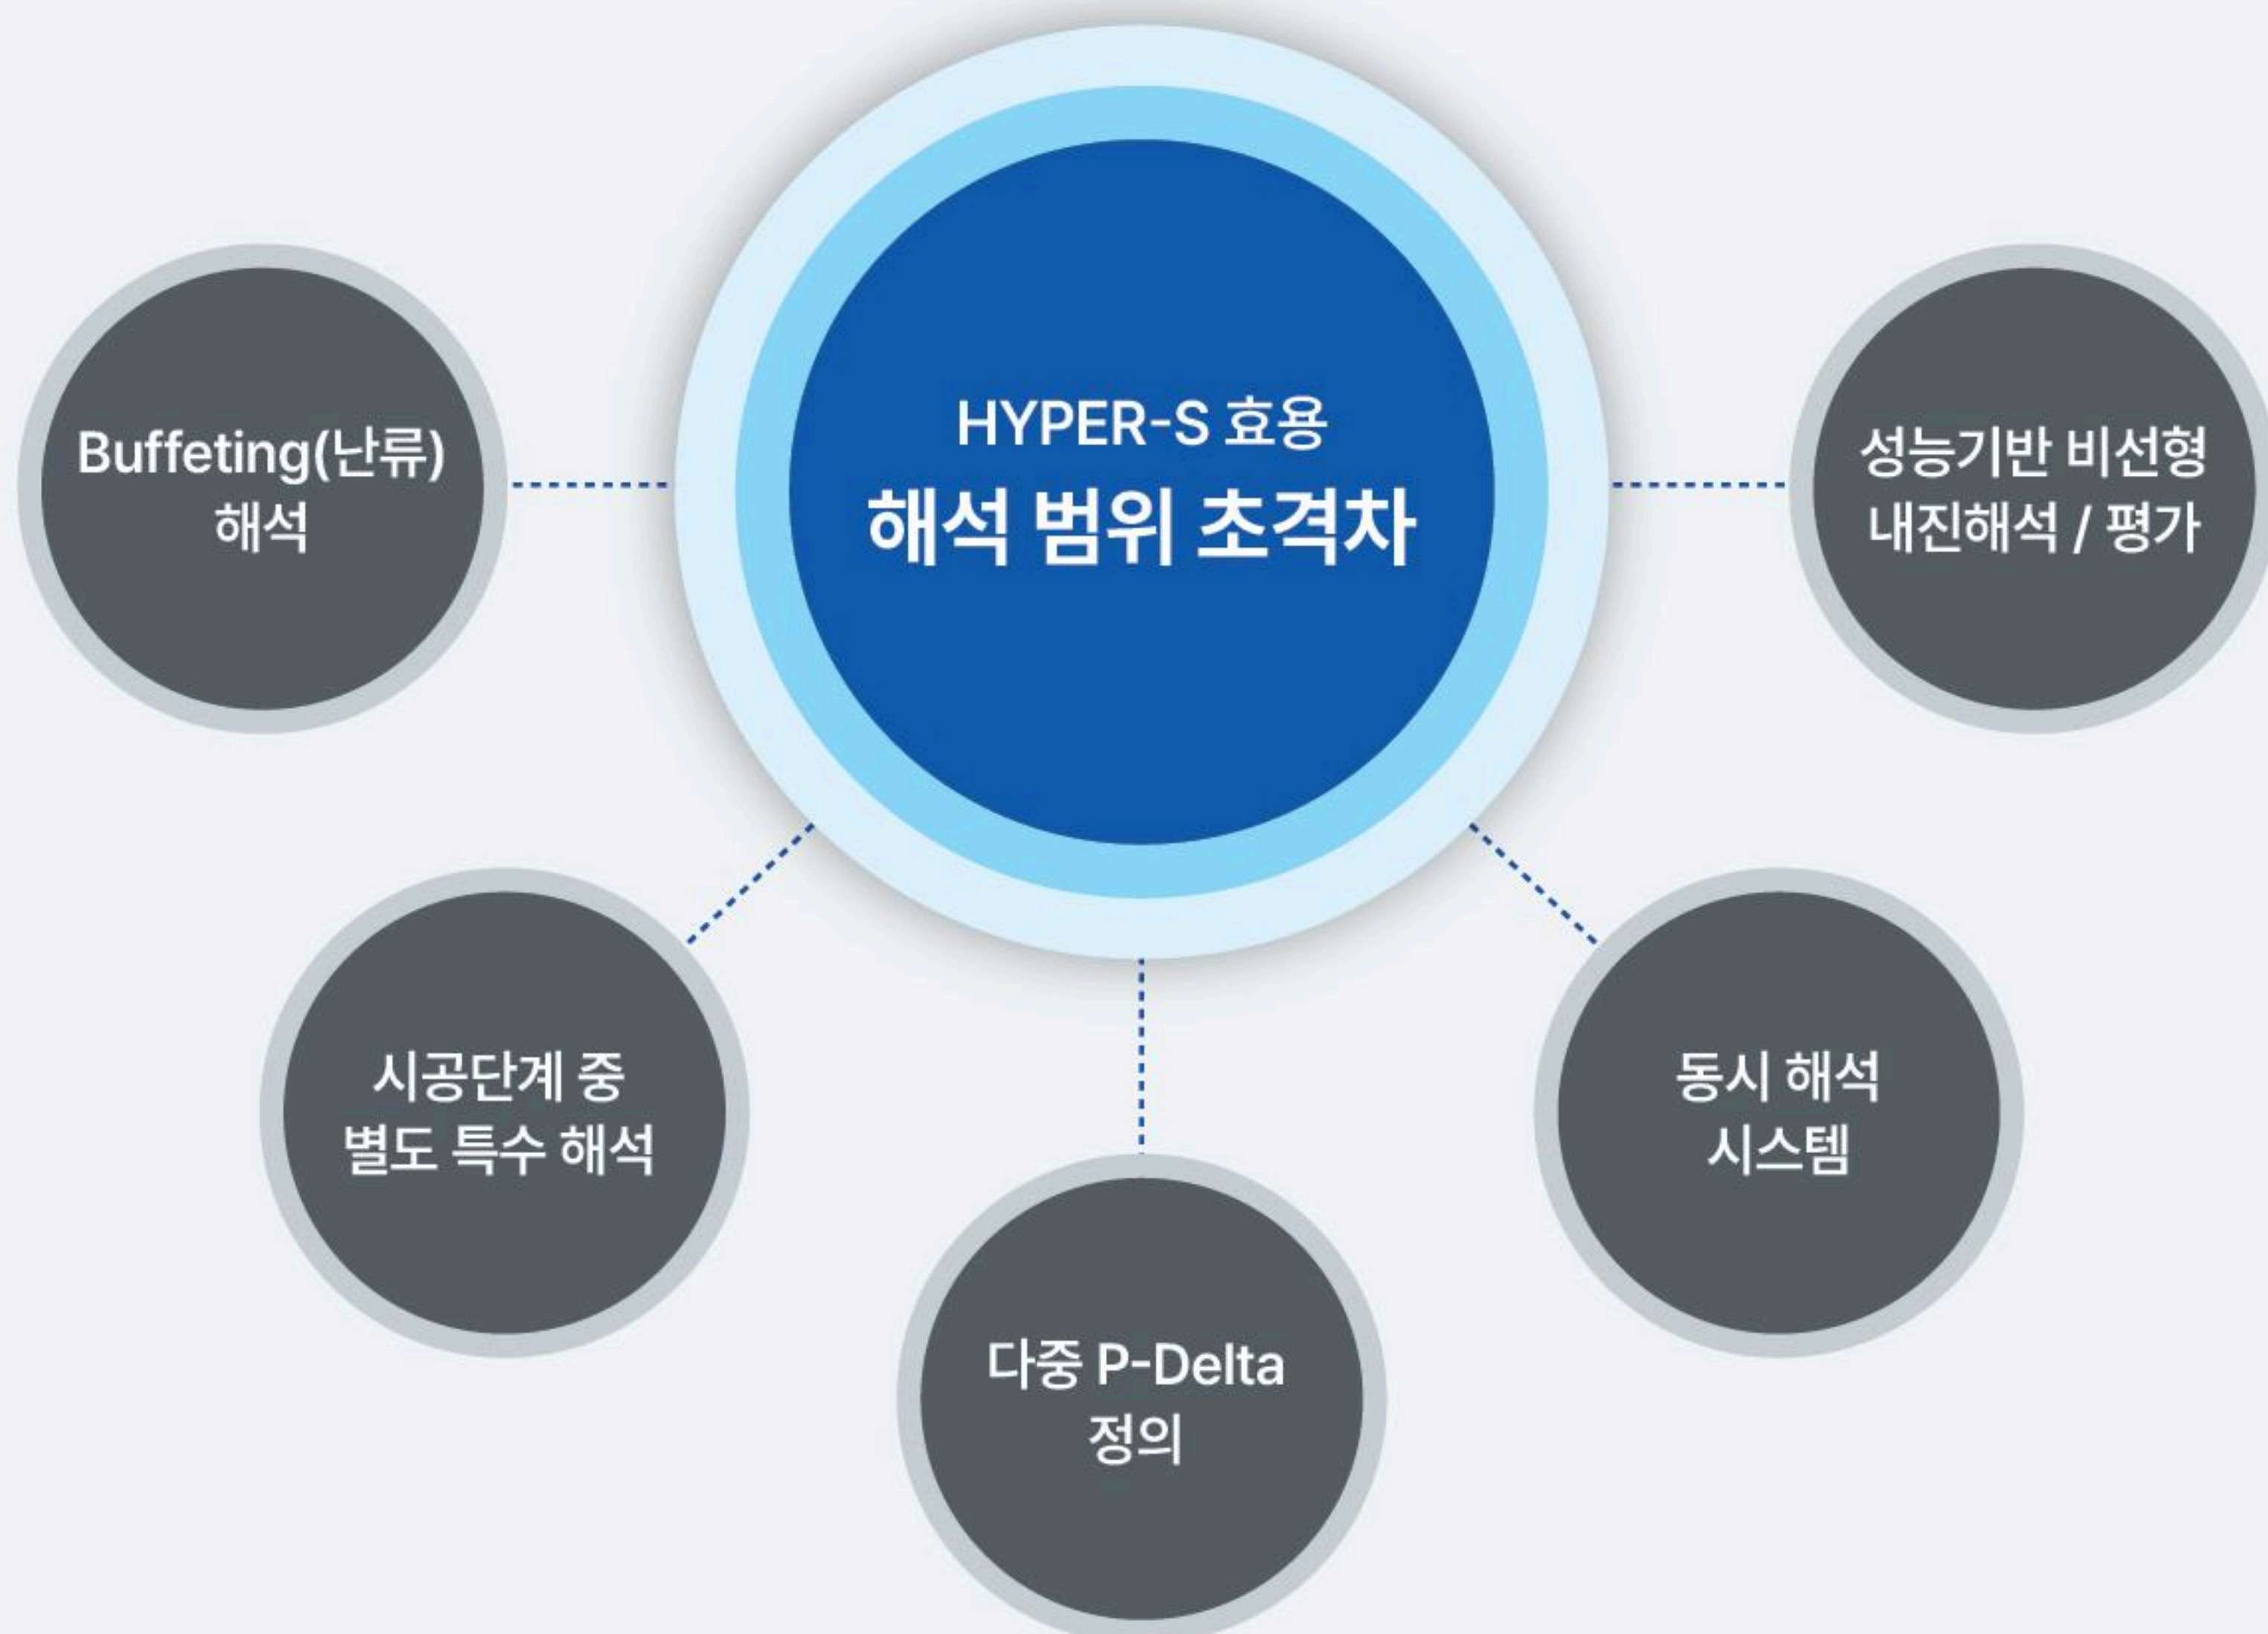 HYPER-S 효용
해석 범위 초격차
Buffeting(난류)
해석
성능기반 비선형
내진해석 / 평가
시공단계 중
별도 특수 해석
동시 해석
시스템
다중 P-Delta
정의